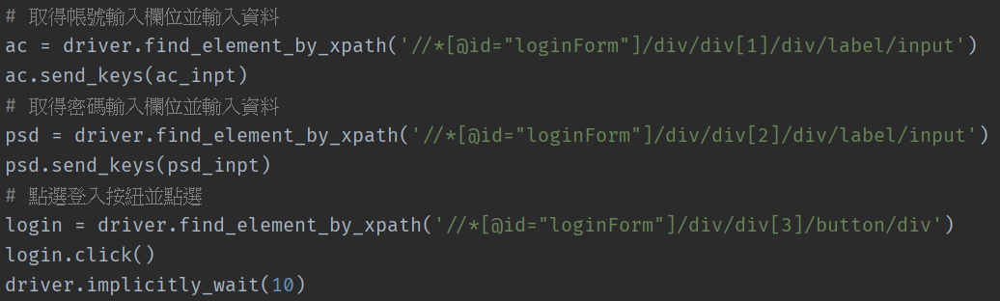 # 取得帳號輸入欄位並輸入資料
ac = driver.find_element_by_xpath('//*[@id="loginForm"]/div/div[1]/div/label/input')
ac.send_keys(ac_inpt)
# 取得密碼輸入欄位並輸入資料
psd = driver.find_element_by_xpath('//*[@id="loginForm"]/div/div[2]/div/label/input')
psd.send_keys(psd_inpt)
# 點選登入按紐並點選
login = driver.find_element_by_xpath('//*[@id="loginForm"]/div/div[3]/button/div')
login.click()
driver.implicitly_wait(10)